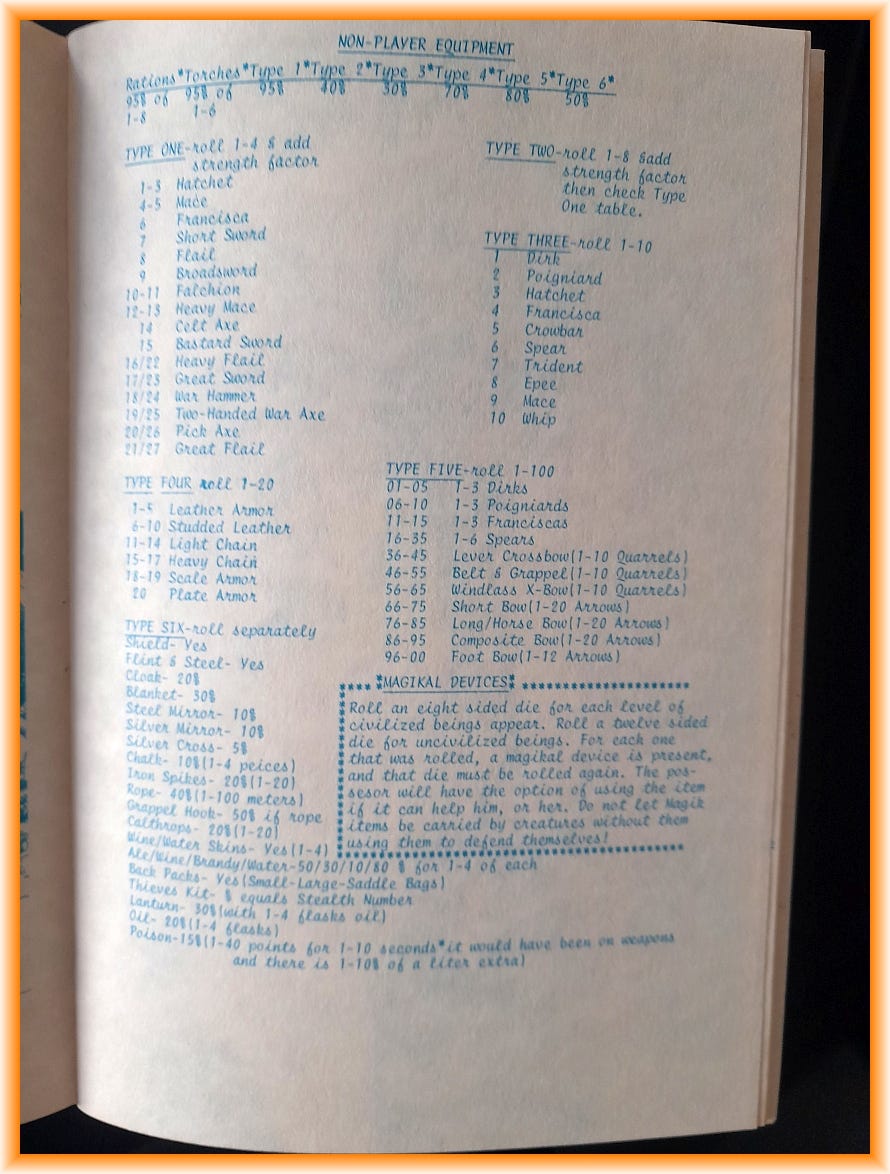 NON-PLAYER EQUIPMENT
Rations*Torches*Type 1*Type 2*Type 3*Type 4*Type 5*Type 6*
95% of 95% of 95% 40% 30% 70% 80% 50%
1-8 1-6
TYPE ONE-roll 1-4 & add
strength factor
1-3 Hatchet
4-5 Mace
6 Francisca
7 Short Sword
8 Flail
9 Broadsword
10-11 Falchion
12-13 Heavy Mace
14 Celt Axe
15 Bastard Sword
16/22 Heavy Flail
17/23 Great Sword
18/24 War Hammer
19/25 Two-Handed War Axe
20/26 Pick Axe
21/27 Great Flail
TYPE TWO-roll 1-8 &add
strength factor
then check Type
One table.
TYPE THREE-roll 1-10
1 Dirk
2 Poigniard
3 Hatchet
4 Francisca
5 Crowbar
6 Spear
7 Trident
8 Epee
9 Mace
10 Whip
TYPE FOUR roll 1-20
1-5 Leather Armor
6-10 Studded Leather
11-14 Light Chain
15-17 Heavy Chain
18-19 Scale Armor
20 Plate Armor
TYPE FIVE-roll 1-100
01-05 1-3 Dirks
06-10 1-3 Poigniards
11-15 1-3 Franciscas
16-35 1-6 Spears
36-45 Lever Crossbow(1-10 Quarrels)
46-55 Belt & Grappel(1-10 Quarrels)
56-65 Windlass X-Bow(1-10 Quarrels)
66-75 Short Bow(1-20 Arrows)
76-85 Long/Horse Bow(1-20 Arrows)
86-95 Composite Bow(1-20 Arrows)
96-00 Foot Bow(1-12 Arrows)
TYPE SIX-roll separately
Shield- Yes
Flint & Steel- Yes
Cloak- 20%
Blanket- 30%
Steel Mirror- 10%
Silver Mirror- 10%
Silver Cross- 5%
Chalk- 10%(1-4 peices)
Iron Spikes- 20%(1-20)
Rope- 40%(1-100 meters)
Grappel Hook- 50% if rope
Calthrops- 20%(1-20)
Wine/Water Skins- Yes(1-4)
Ale/Wine/Brandy/Water-50/30/10/80 % for 1-4 of each
Back Packs- Yes(Small-Large-Saddle Bags)
Thieves Kit- % equals Stealth Number
Lanturn- 30%(with 1-4 flasks oil)
Oil- 20%(1-4 flasks)
Poison-15%(1-40 points for 1-10 seconds*it would have been on weapons
and there is 1-10% of a liter extra)
*MAGIKAL DEVICES*
Roll an eight sided die for each level of
civilized beings appear. Roll a twelve sided
die for uncivilized beings. For each one
that was rolled, a magikal device is present,
and that die must be rolled again. The pos-
sesor will have the option of using the item
if it can help him, or her. Do not let Magik
items be carried by creatures without them
using them to defend themselves!